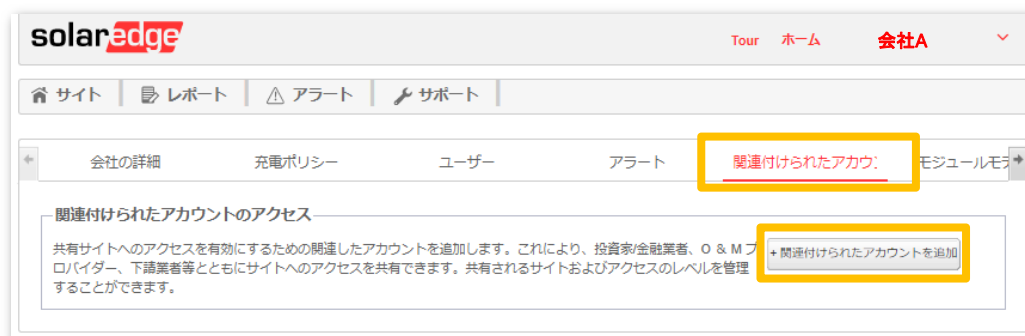 solaredge
Tour ホーム 会社A
サイト レポート アラート サポート
会社の詳細 充電ポリシー ユーザー アラート 関連付けられたアカウ モジュールモデ
関連付けられたアカウントのアクセス
共有サイトへのアクセスを有効にするための関連したアカウントを追加します。これにより、投資家/金融業者、O & M プ
ロバイダー、下請業者等とともにサイトへのアクセスを共有できます。共有されるサイトおよびアクセスのレベルを管理
することができます。
+ 関連付けられたアカウントを追加